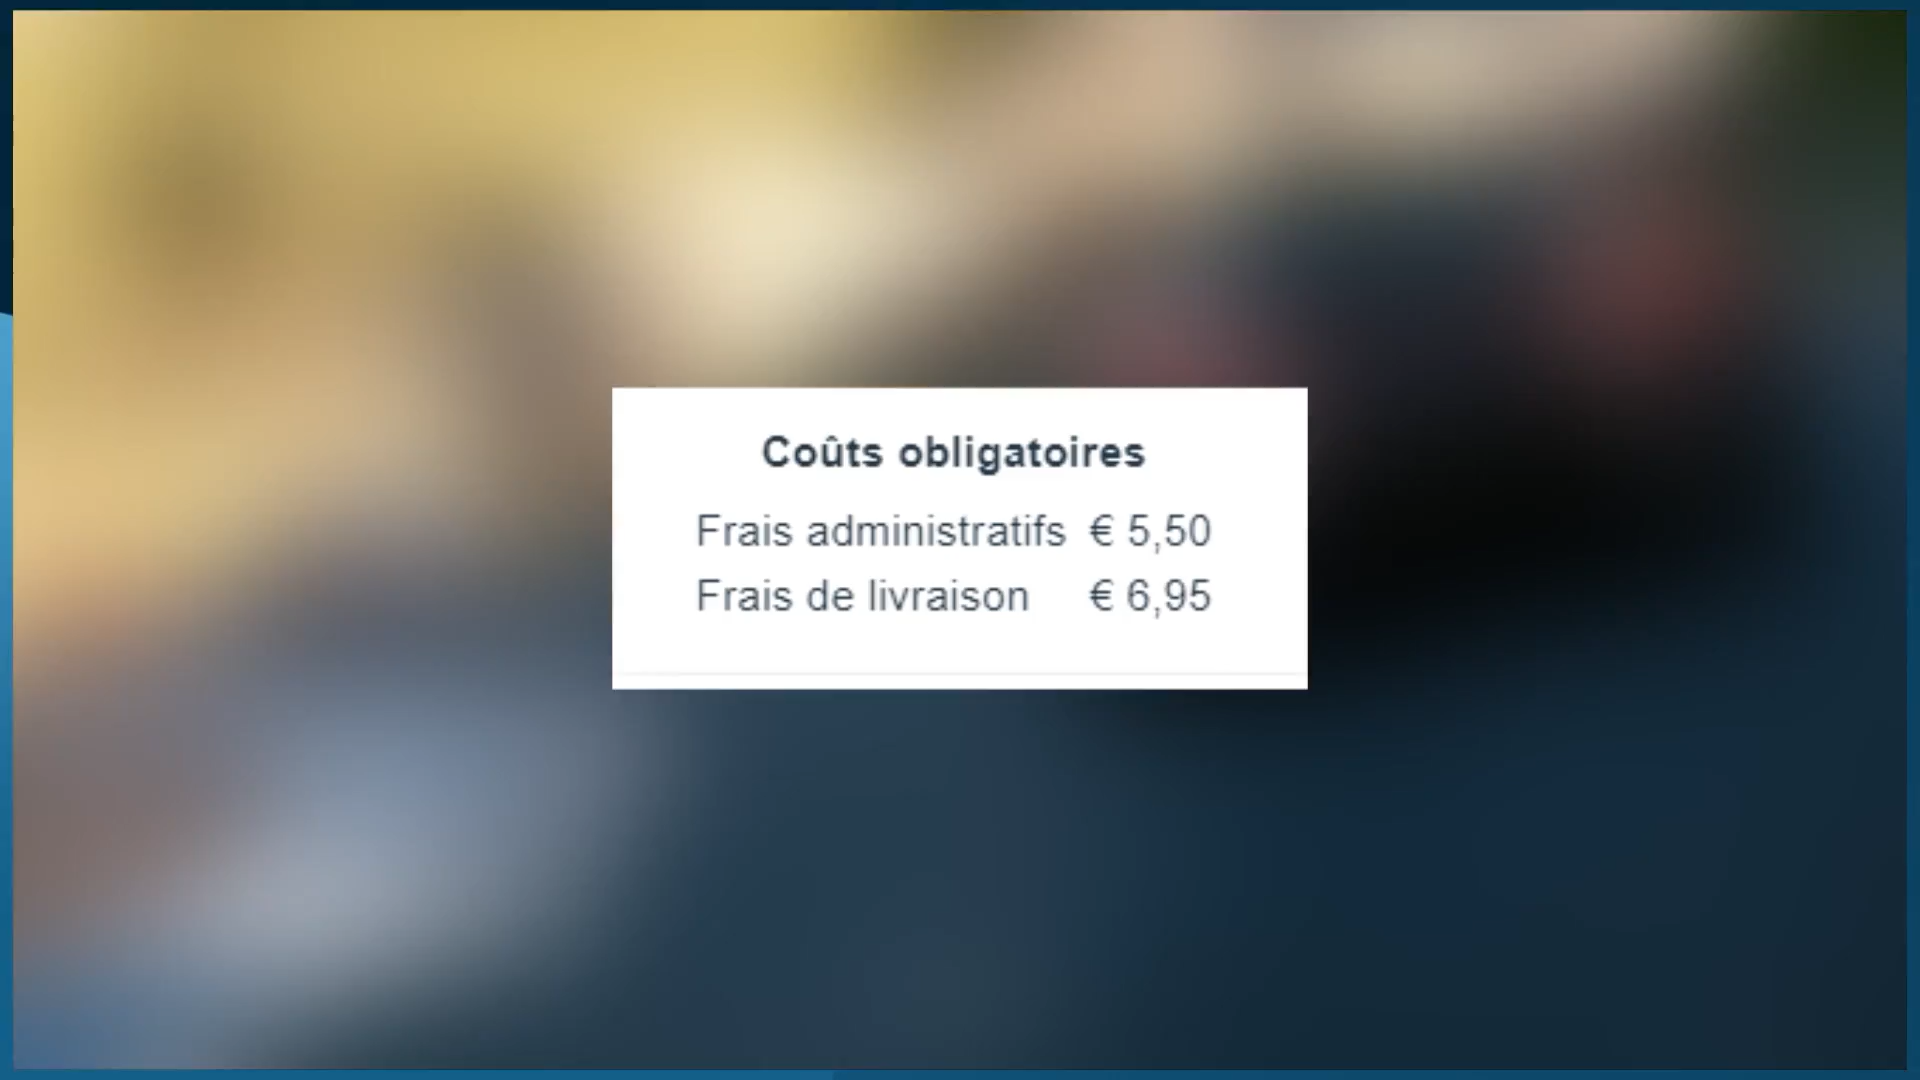 Coûts obligatoires
Frais administratifs € 5,50
Frais de livraison € 6,95